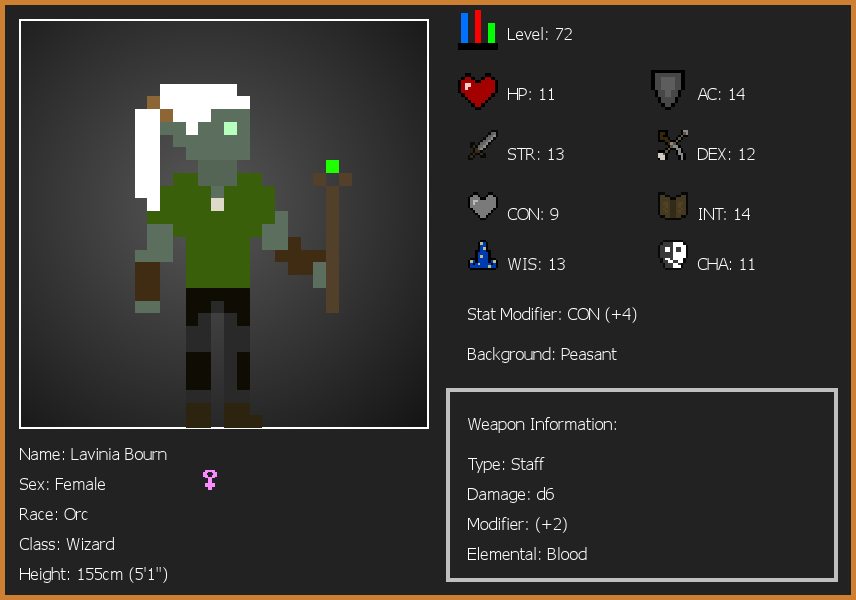 Level: 72
HP: 11
AC: 14
STR: 13
DEX: 12
CON: 9
INT: 14
WIS: 13
CHA: 11
Stat Modifier: CON (+4)
Background: Peasant
Weapon Information:
Type: Staff
Damage: d6
Modifier: (+2)
Elemental: Blood
Name: Lavinia Bourn
Sex: Female
Race: Orc
Class: Wizard
Height: 155cm (5'1")